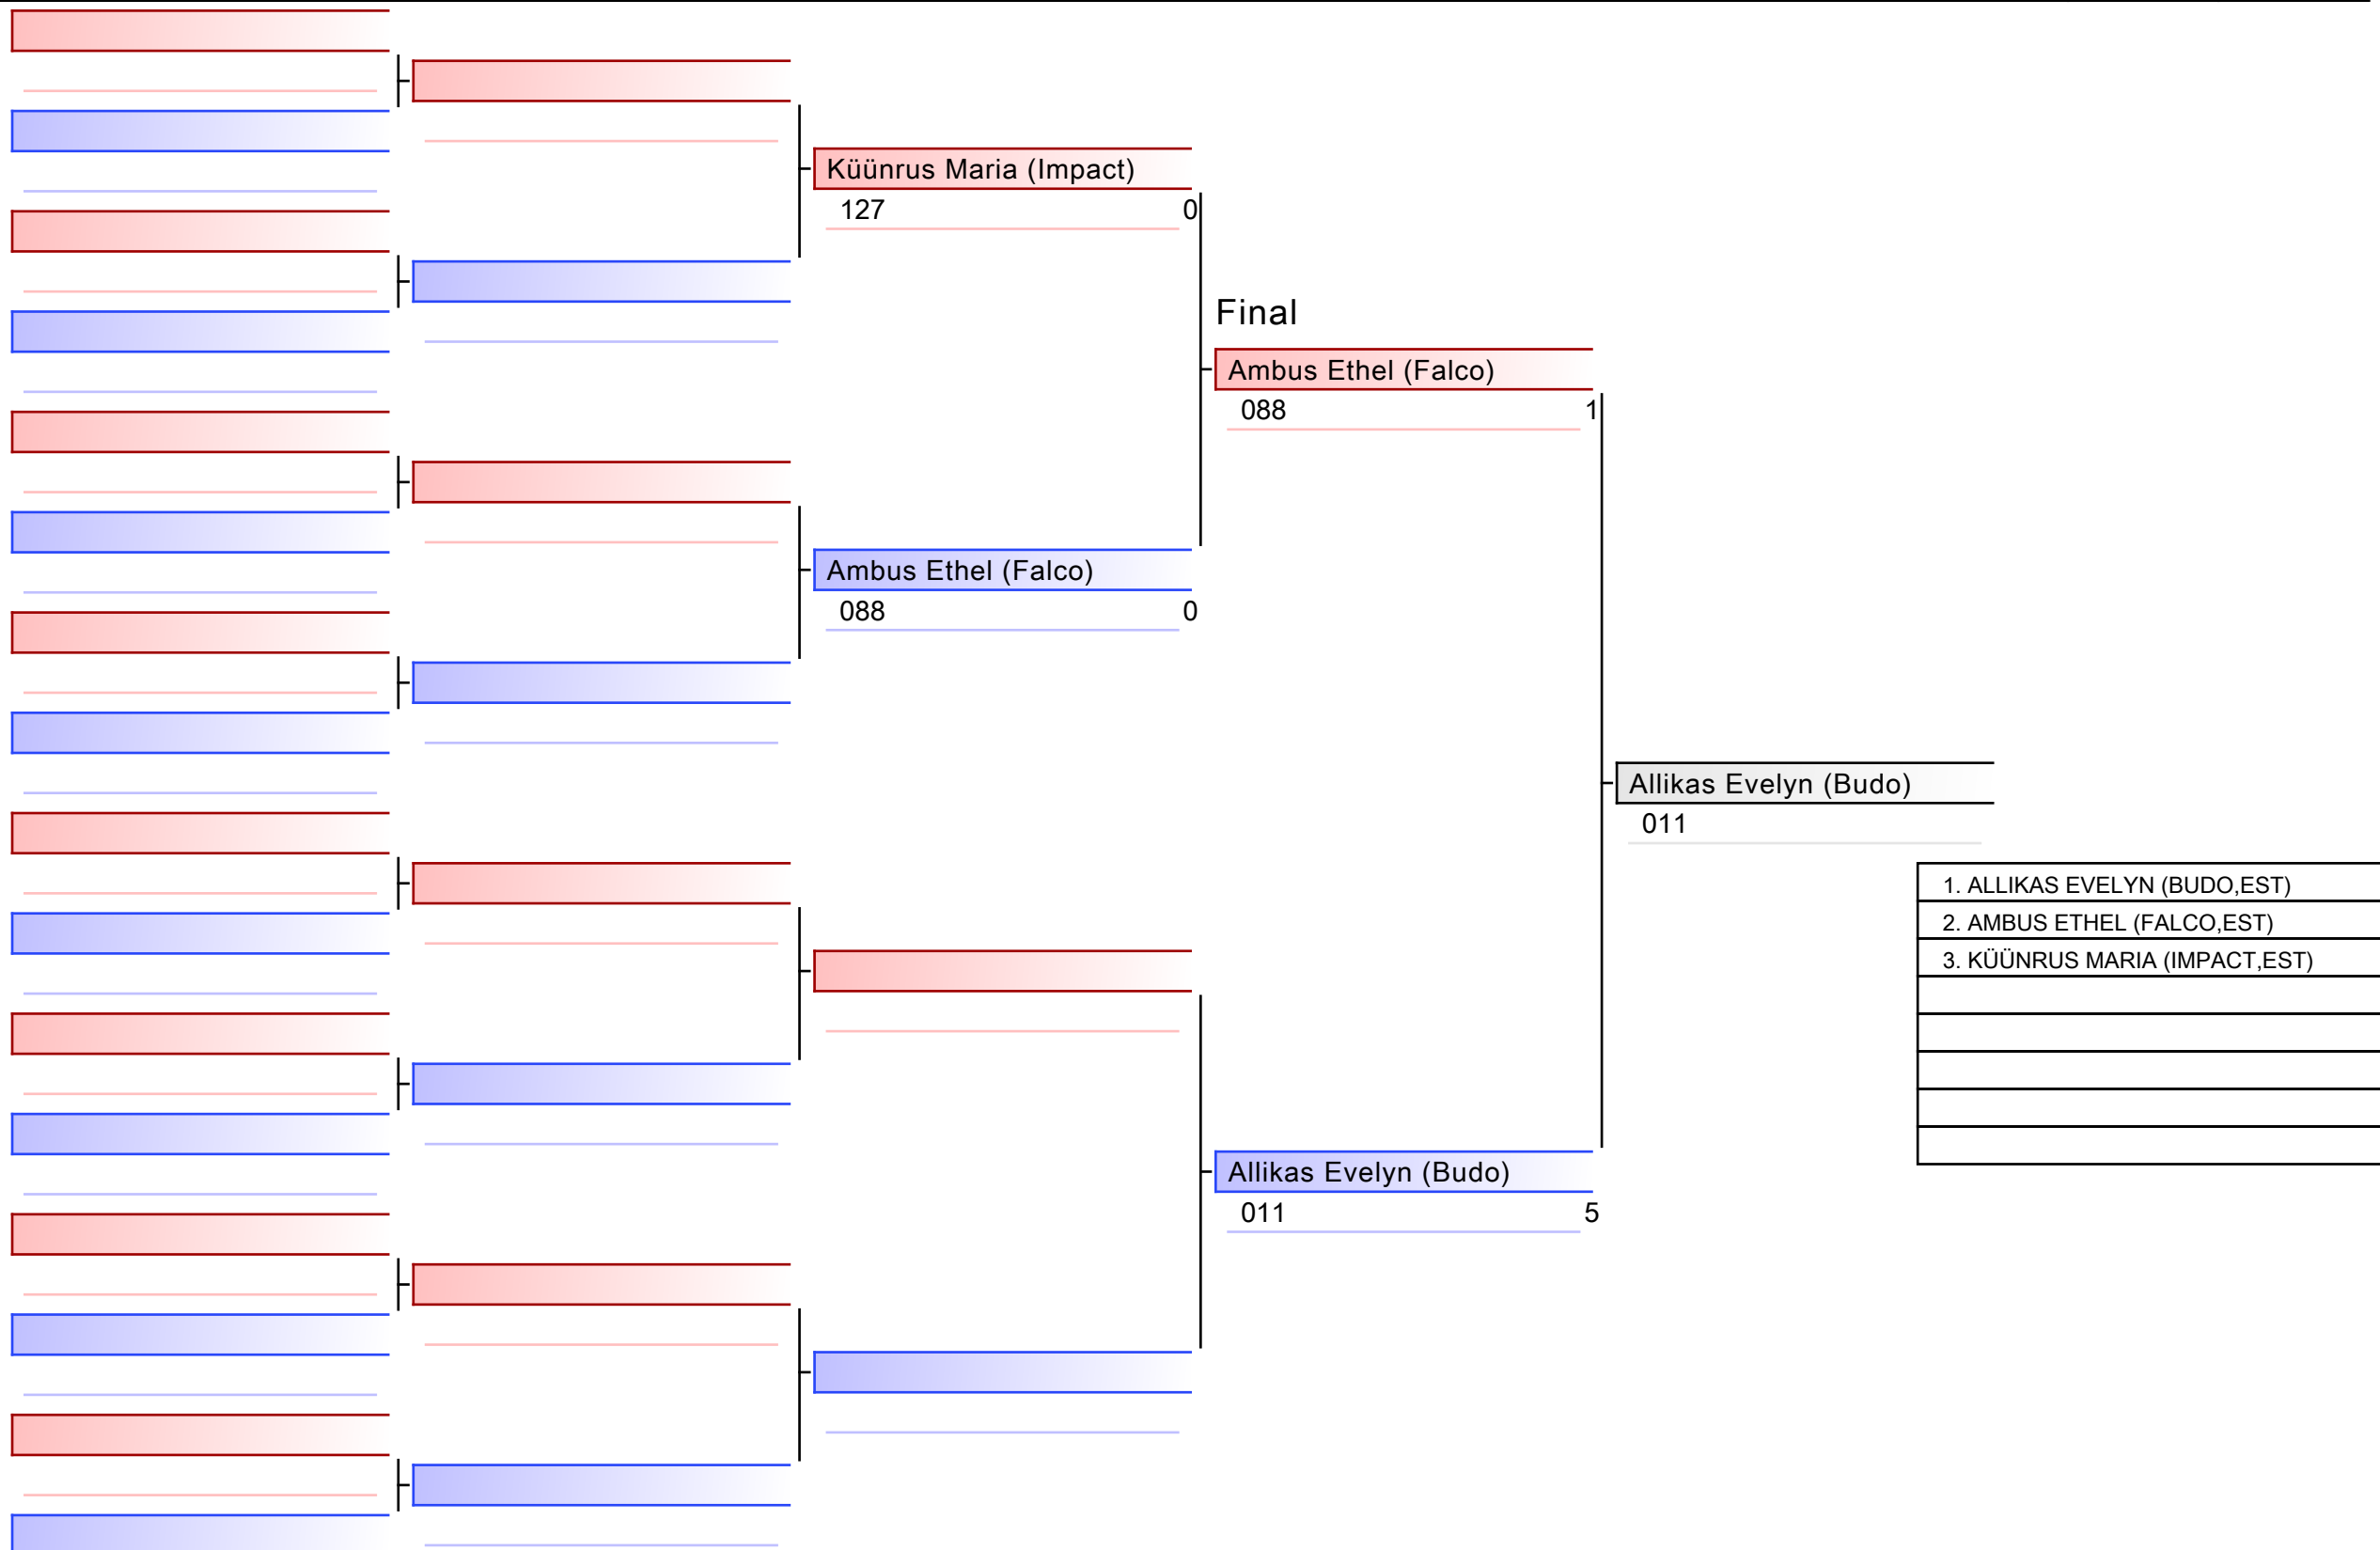 Küünrus Maria (Impact)
127 0
Final
Ambus Ethel (Falco)
088 1
Ambus Ethel (Falco)
088 0
Allikas Evelyn (Budo)
011
1. ALLIKAS EVELYN (BUDO,EST)
2. AMBUS ETHEL (FALCO,EST)
3. KÜÜNRUS MARIA (IMPACT,EST)
Allikas Evelyn (Budo)
011 5